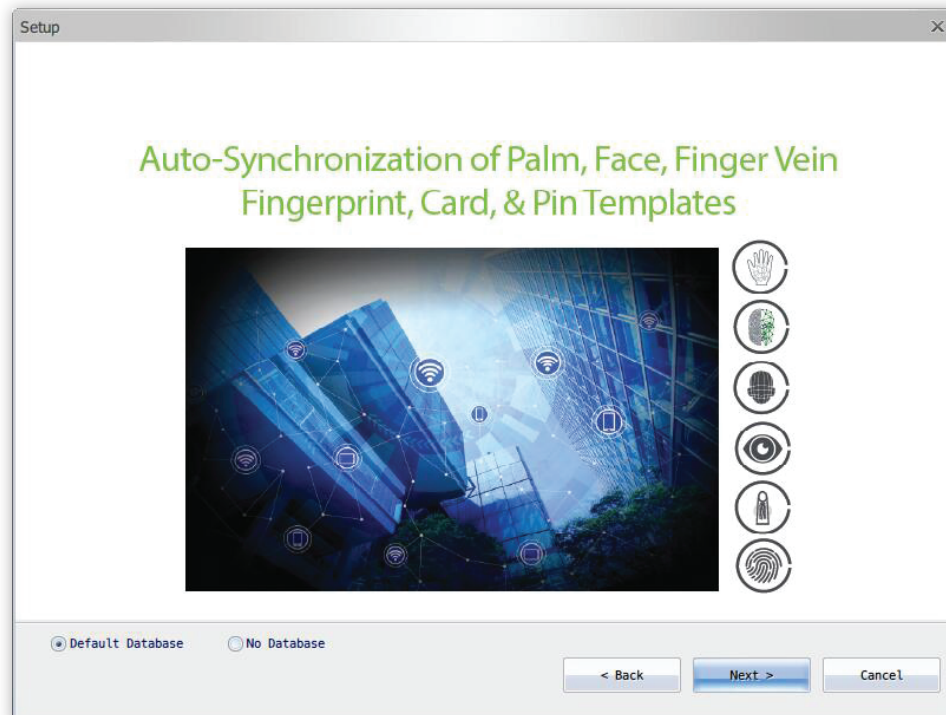 Setup
Auto-Synchronization of Palm, Face, Finger Vein
Fingerprint, Card, & Pin Templates
Default Database
No Database
< Back
Next >
Cancel